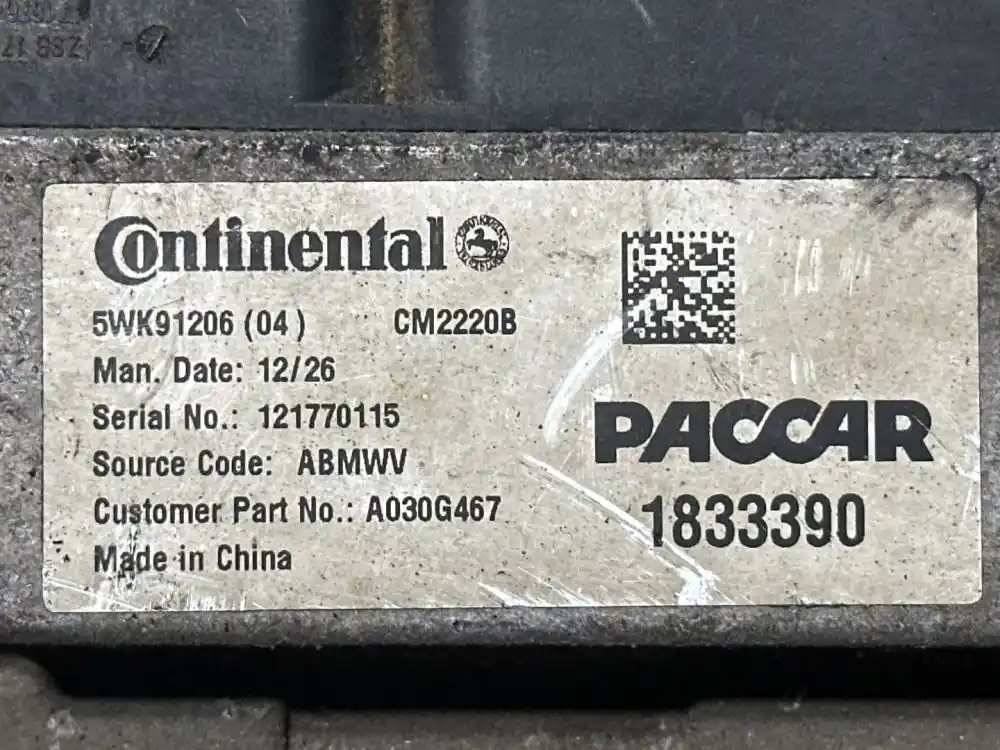 Continental
5WK91206 (04) CM2220B
Man. Date: 12/26
Serial No.: 121770115
Source Code: ABMWV
Customer Part No.: A030G467
Made in China
PACCAR
1833390